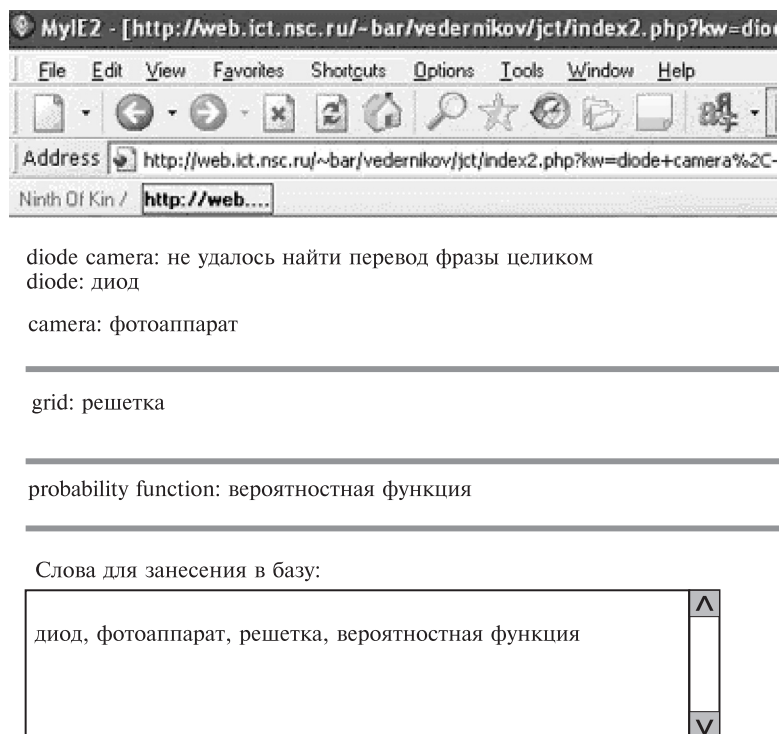 MyIE2 - [http://web.ict.nsc.ru/~bar/vedernikov/jct/index2.php?kw=dio
File Edit View Favorites Shortcuts Options Tools Window Help
Address http://web.ict.nsc.ru/~bar/vedernikov/jct/index2.php?kw=diode+camera%2C-
Ninth Of Kin / http://web....
diode camera: не удалось найти перевод фразы целиком
diode: диод
camera: фотоаппарат
grid: решетка
probability function: вероятностная функция
Слова для занесения в базу:
диод, фотоаппарат, решетка, вероятностная функция